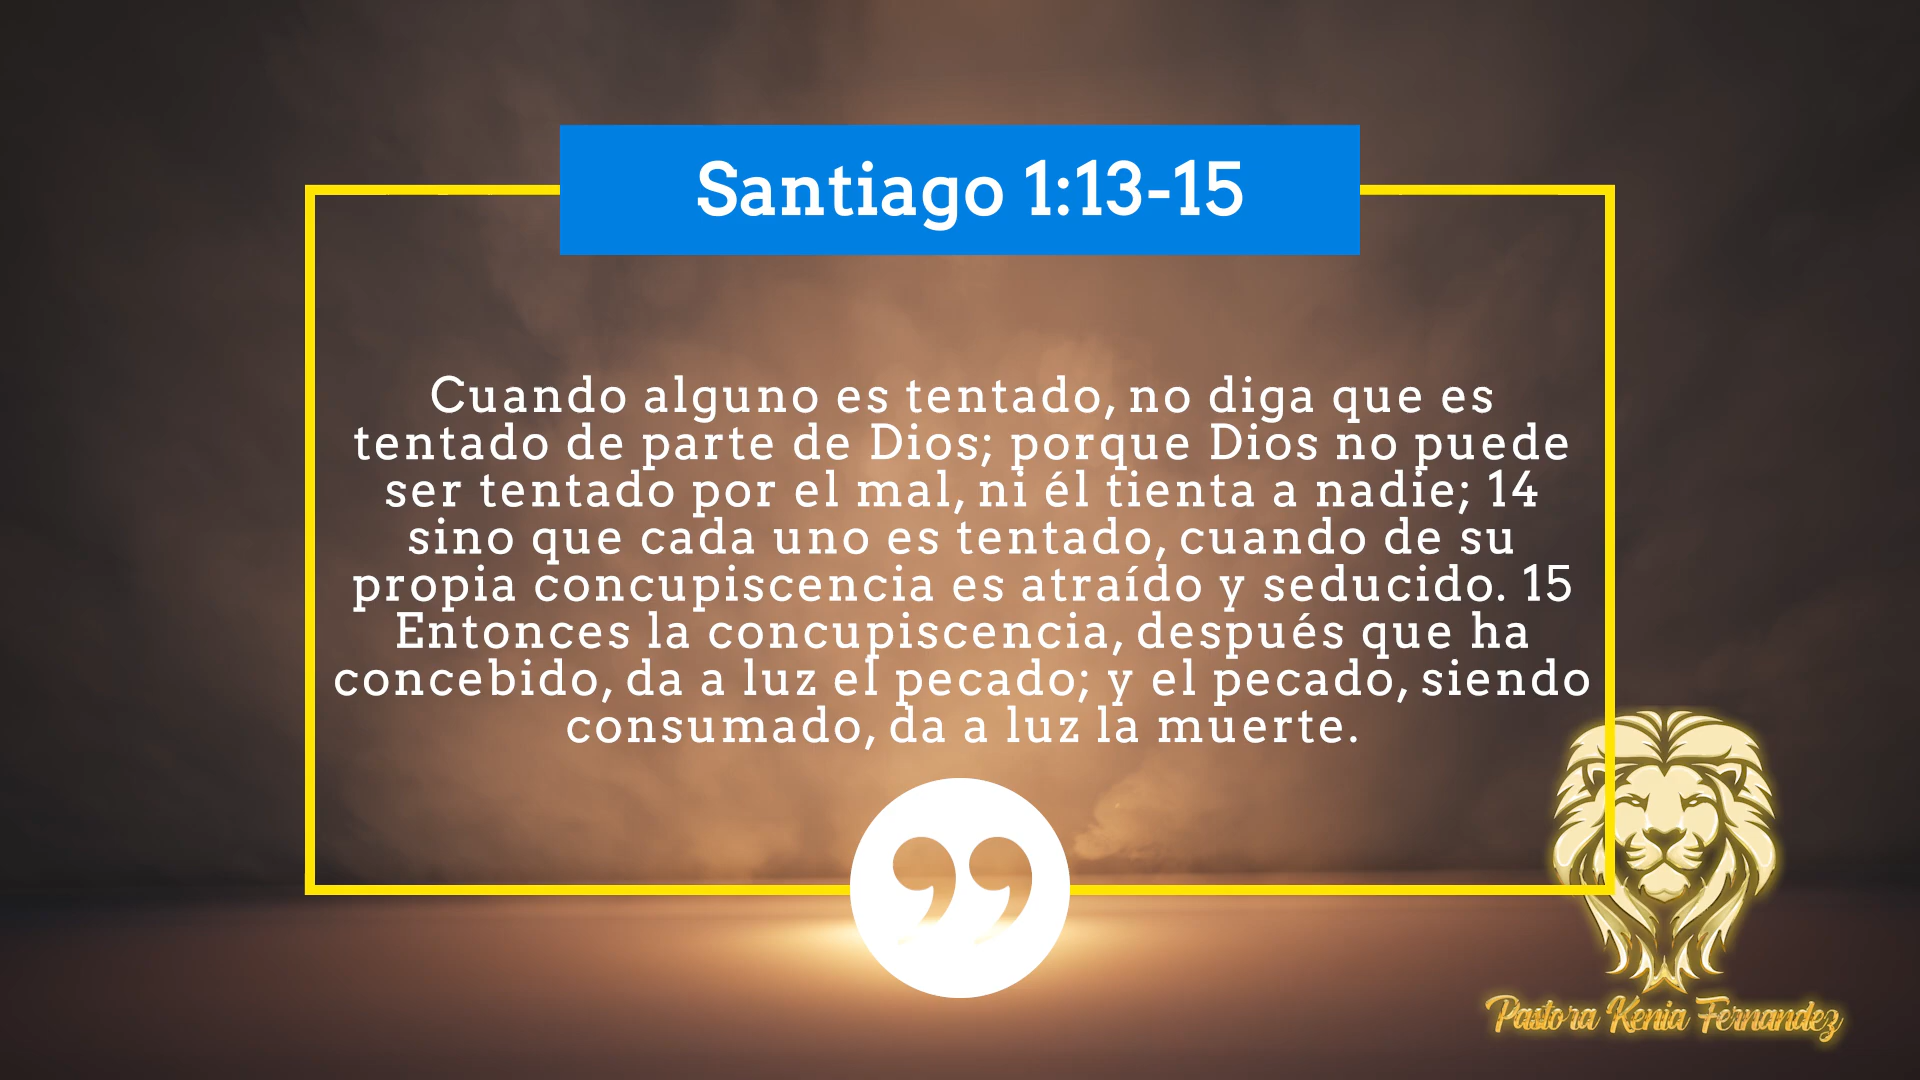 Santiago 1:13-15
Cuando alguno es tentado, no diga que es
tentado de parte de Dios; porque Dios no puede
ser tentado por el mal, ni él tienta a nadie; 14
sino que cada uno es tentado, cuando de su
propia concupiscencia es atraído y seducido. 15
Entonces la concupiscencia, después que ha
concebido, da a luz el pecado; y el pecado, siendo
consumado, da a luz la muerte.
”
Pastora Kenia Fernandez